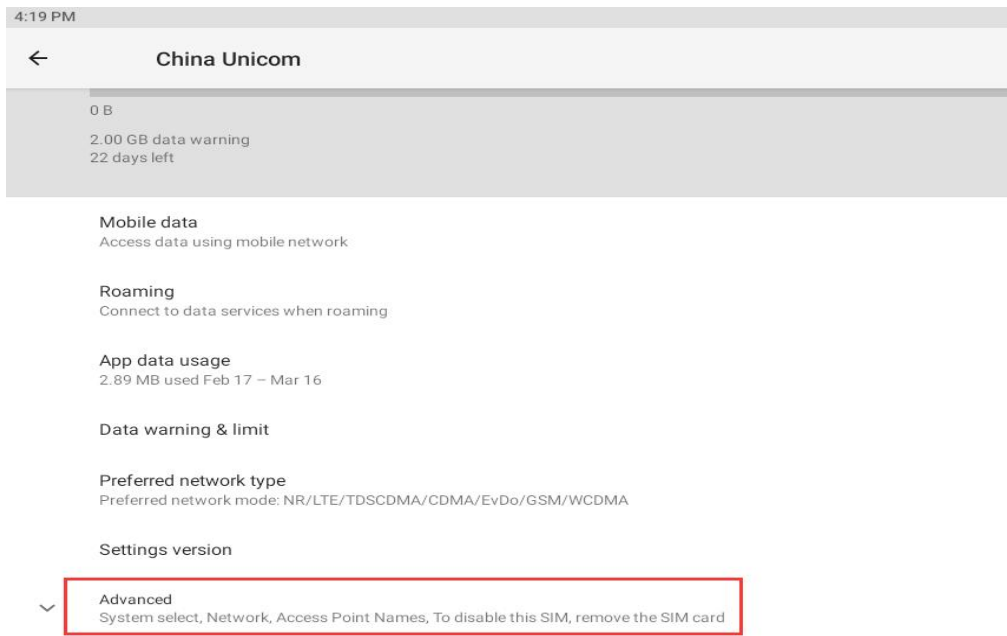 4:19 PM
China Unicom
0 B
2.00 GB data warning
22 days left
Mobile data
Access data using mobile network
Roaming
Connect to data services when roaming
App data usage
2.89 MB used Feb 17 – Mar 16
Data warning & limit
Preferred network type
Preferred network mode: NR/LTE/TDSCDMA/CDMA/EvDo/GSM/WCDMA
Settings version
Advanced
System select, Network, Access Point Names, To disable this SIM, remove the SIM card